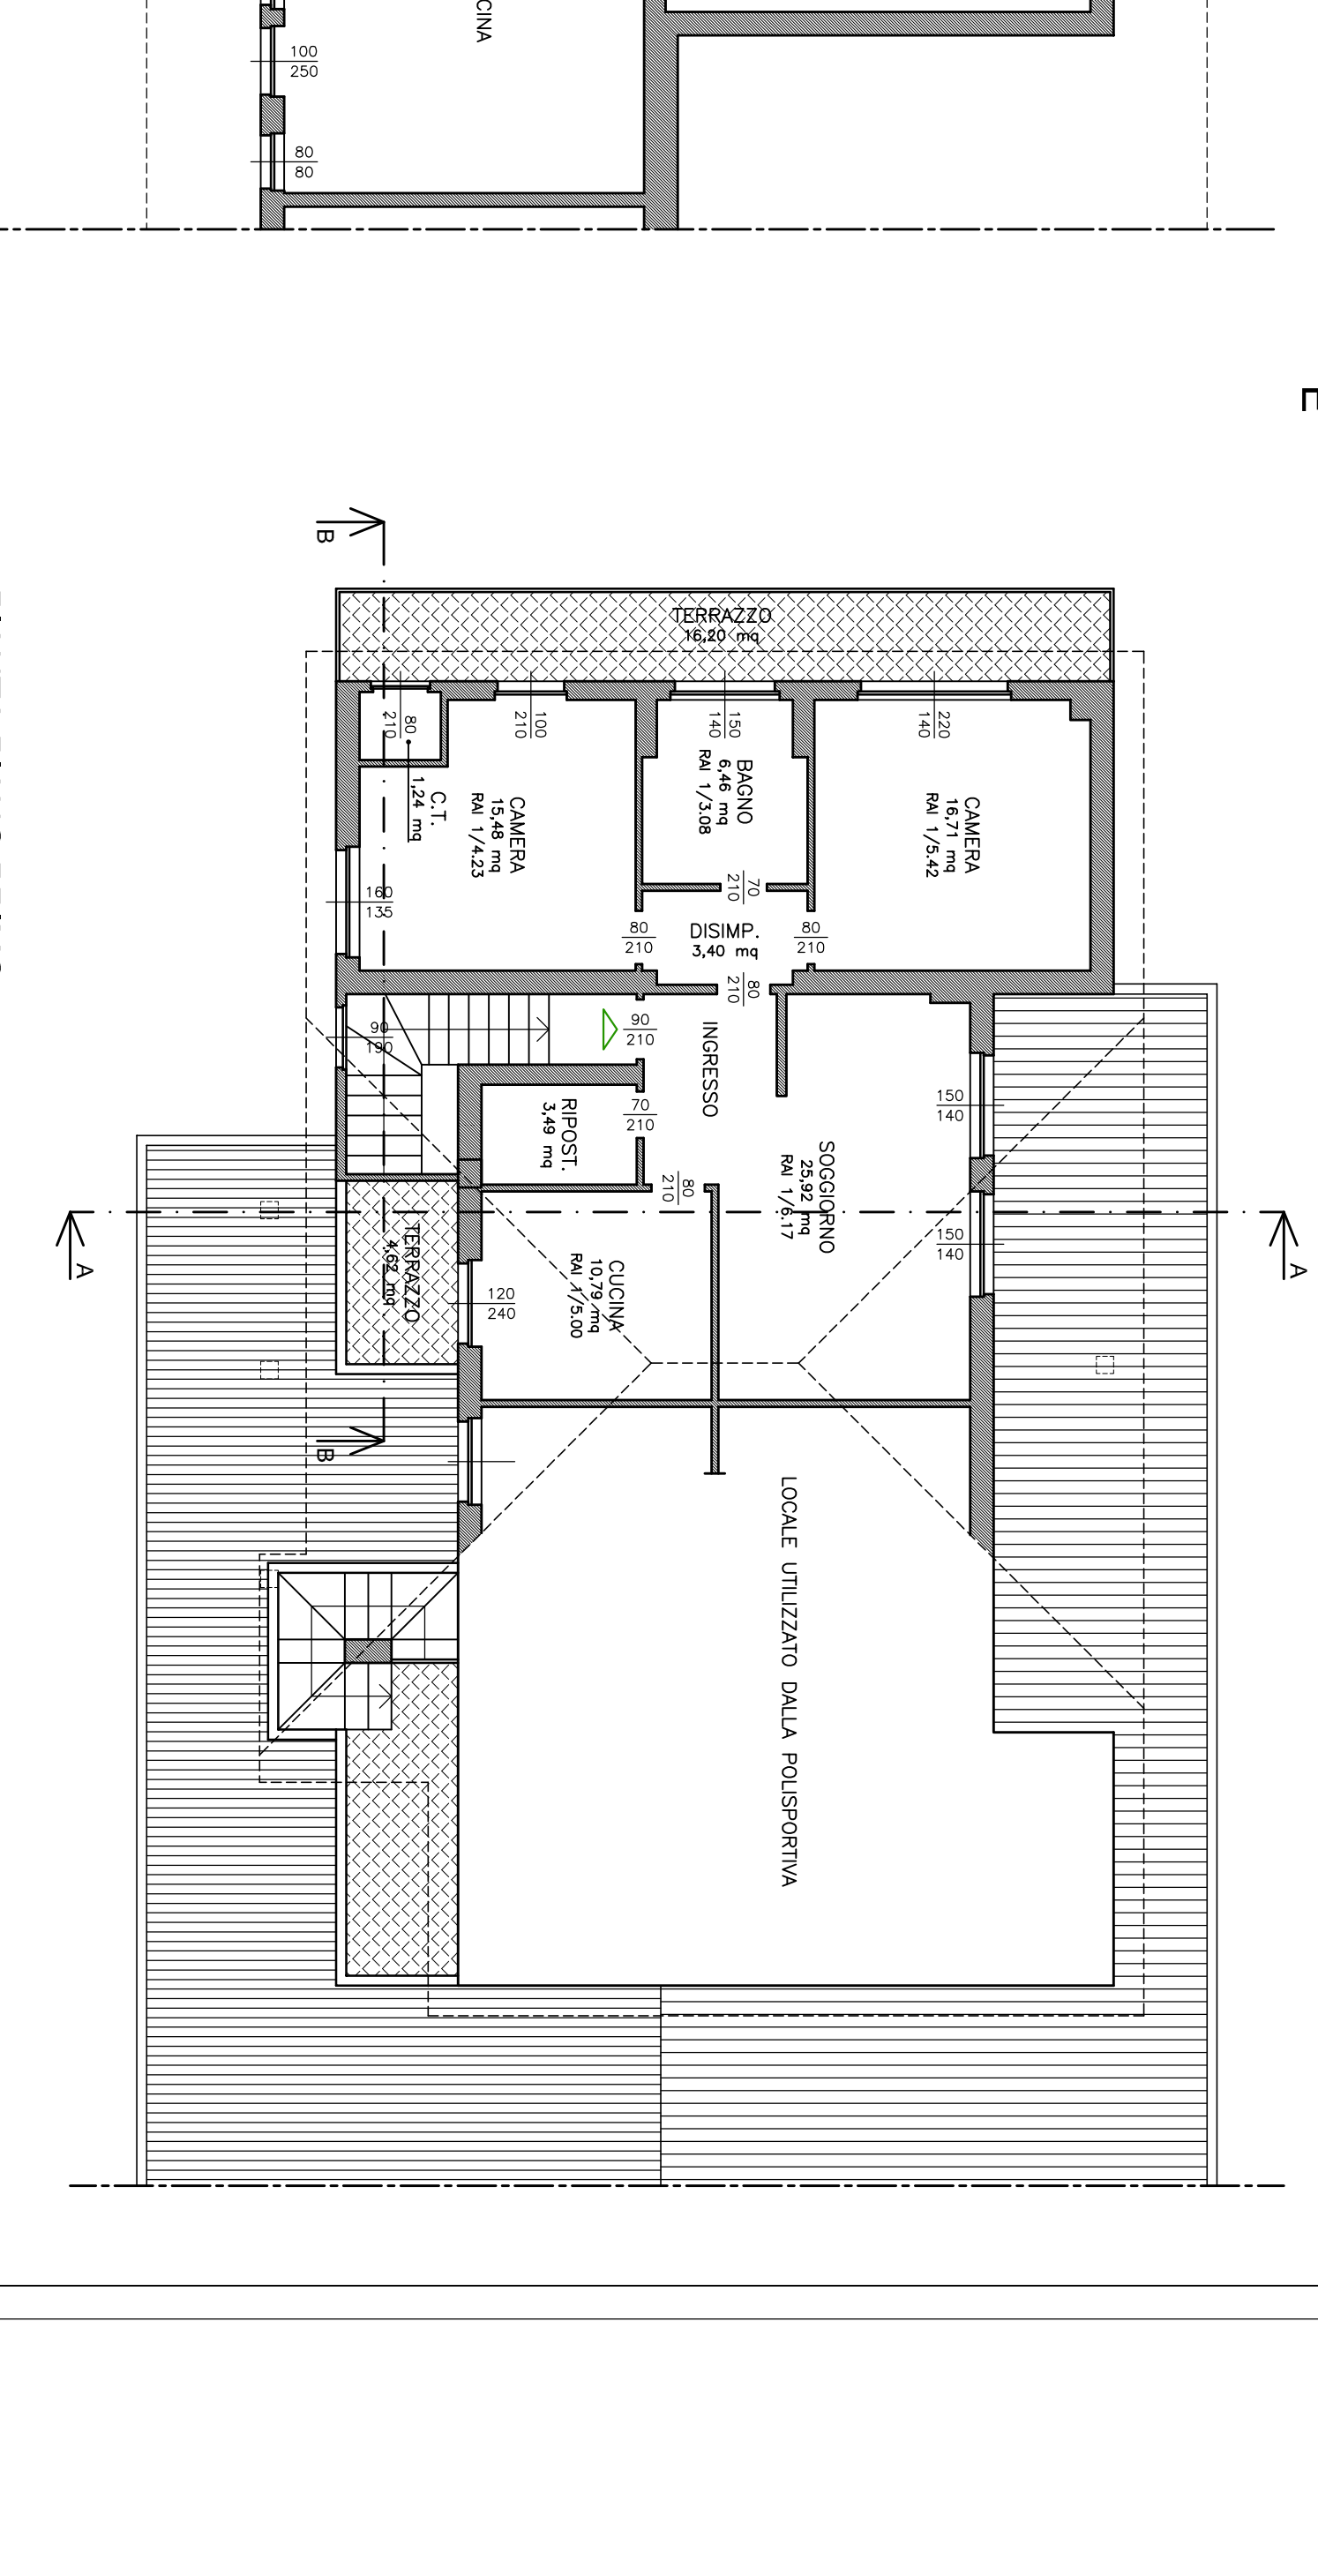 CINA
100
250
80
80
B
TERRAZZO
16,20 mq
80
210
100
210
150
140
220
140
C.T.
1,24 mq
CAMERA
15,48 mq
RAI 1/4.23
BAGNO
6,46 mq
RAI 1/3.08
CAMERA
16,71 mq
RAI 1/5.42
160
135
70
210
80
210
DISIMP.
3,40 mq
80
210
80
210
90
190
90
210
INGRESSO
RIPOST.
3,49 mq
70
210
150
140
SOGGIORNO
25,92 mq
RAI 1/6.17
80
210
A
A
TERRAZZO
4,62 mq
120
240
CUCINA
10,79 mq
RAI 1/5.00
150
140
B
LOCALE UTILIZZATO DALLA POLISPORTIVA